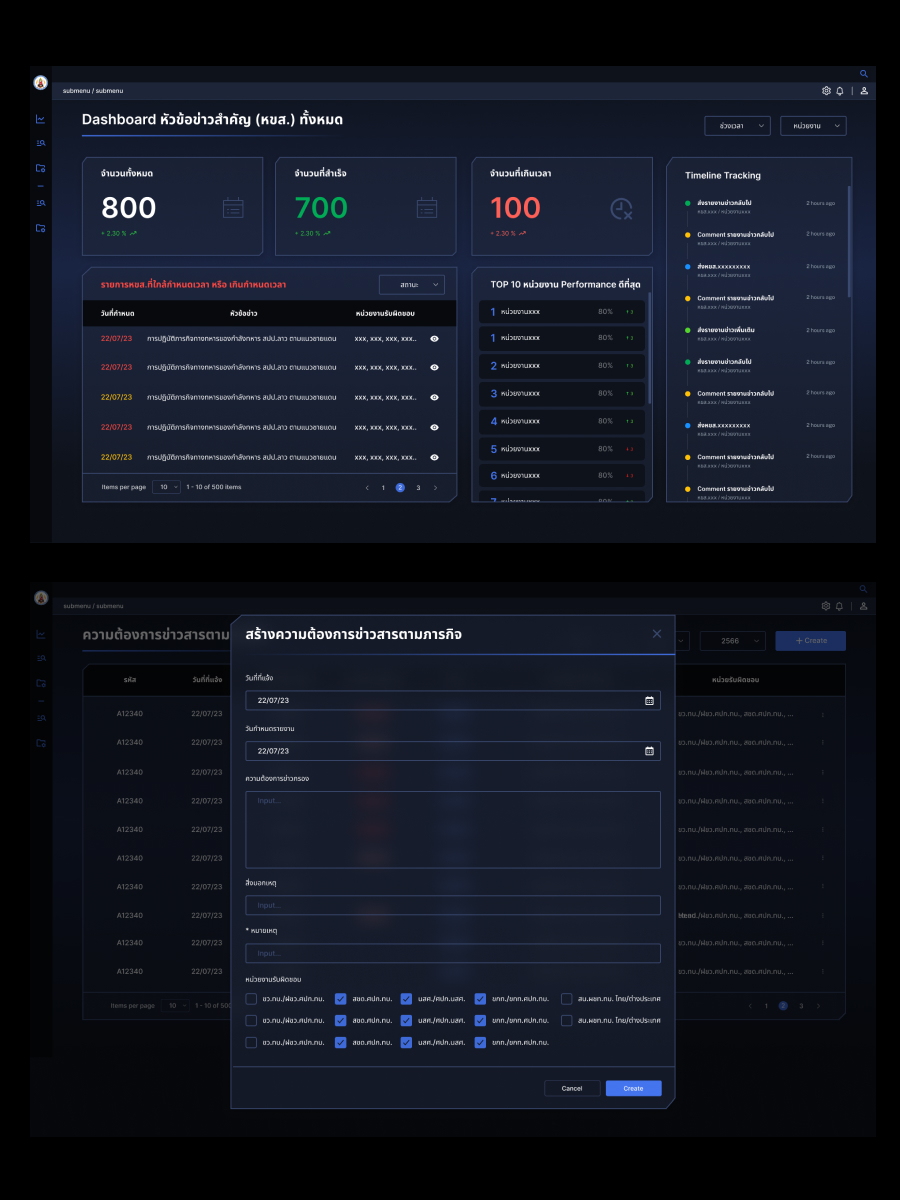 submenu / submenu
Dashboard หัวข้อข่าวสำคัญ (หขส.) ทั้งหมด
ช่วงเวลา
หน่วยงาน
จำนวนทั้งหมด
800
+ 2.30 %
จำนวนที่สำเร็จ
700
+ 2.30 %
จำนวนที่เกินเวลา
100
+ 2.30 %
รายการหขส.ที่ใกล้กำหนดเวลา หรือ เกินกำหนดเวลา
สถานะ
วันที่กำหนด หัวข้อข่าว หน่วยงานรับผิดชอบ
22/07/23 การปฏิบัติภารกิจทางทหารของกำลังทหาร สปป.ลาว ตามแนวชายแดน xxx, xxx, xxx, xxx..
22/07/23 การปฏิบัติภารกิจทางทหารของกำลังทหาร สปป.ลาว ตามแนวชายแดน xxx, xxx, xxx, xxx..
22/07/23 การปฏิบัติภารกิจทางทหารของกำลังทหาร สปป.ลาว ตามแนวชายแดน xxx, xxx, xxx, xxx..
22/07/23 การปฏิบัติภารกิจทางทหารของกำลังทหาร สปป.ลาว ตามแนวชายแดน xxx, xxx, xxx, xxx..
22/07/23 การปฏิบัติภารกิจทางทหารของกำลังทหาร สปป.ลาว ตามแนวชายแดน xxx, xxx, xxx, xxx..
Items per page 10 1 - 10 of 500 items < 1 2 3 >
TOP 10 หน่วยงาน Performance ดีที่สุด
1 หน่วยงานxxx 80% ↑ 3
1 หน่วยงานxxx 80% ↑ 3
2 หน่วยงานxxx 80% ↑ 3
3 หน่วยงานxxx 80% ↑ 3
4 หน่วยงานxxx 80% ↑ 3
5 หน่วยงานxxx 80% ↓ 3
6 หน่วยงานxxx 80% ↓ 3
7 หน่วยงานxxx 80%
Timeline Tracking
ส่งรายงานข่าวกลับไป 2 hours ago
หขส.xxx / หน่วยงานxxx
Comment รายงานข่าวกลับไป 2 hours ago
หขส.xxx / หน่วยงานxxx
ส่งหขส.xxxxxxxxx 2 hours ago
หขส.xxx / หน่วยงานxxx
Comment รายงานข่าวกลับไป 2 hours ago
หขส.xxx / หน่วยงานxxx
ส่งรายงานข่าวเพิ่มเติม 2 hours ago
หขส.xxx / หน่วยงานxxx
ส่งรายงานข่าวกลับไป 2 hours ago
หขส.xxx / หน่วยงานxxx
Comment รายงานข่าวกลับไป 2 hours ago
หขส.xxx / หน่วยงานxxx
ส่งหขส.xxxxxxxxx 2 hours ago
หขส.xxx / หน่วยงานxxx
Comment รายงานข่าวกลับไป 2 hours ago
หขส.xxx / หน่วยงานxxx
Comment รายงานข่าวกลับไป
หขส.xxx / หน่วยงานxxx
submenu / submenu
ความต้องการข่าวสารตาม
2566
+ Create
รหัส วันที่ที่แจ้ง หน่วยรับผิดชอบ
A12340 22/07/23 ขว.ทบ./ฝขว.ศปก.ทบ., สขต.ศปก.ทบ., ...
A12340 22/07/23 ขว.ทบ./ฝขว.ศปก.ทบ., สขต.ศปก.ทบ., ...
A12340 22/07/23 ขว.ทบ./ฝขว.ศปก.ทบ., สขต.ศปก.ทบ., ...
A12340 22/07/23 ขว.ทบ./ฝขว.ศปก.ทบ., สขต.ศปก.ทบ., ...
A12340 22/07/23 ขว.ทบ./ฝขว.ศปก.ทบ., สขต.ศปก.ทบ., ...
A12340 22/07/23 ขว.ทบ./ฝขว.ศปก.ทบ., สขต.ศปก.ทบ., ...
A12340 22/07/23 ขว.ทบ./ฝขว.ศปก.ทบ., สขต.ศปก.ทบ., ...
A12340 22/07/23 /ฝขว.ศปก.ทบ., สขต.ศปก.ทบ., ...
A12340 22/07/23 ขว.ทบ./ฝขว.ศปก.ทบ., สขต.ศปก.ทบ., ...
A12340 22/07/23 ขว.ทบ./ฝขว.ศปก.ทบ., สขต.ศปก.ทบ., ...
Items per page 10 1 - 10 of 500 < 1 2 3 >
สร้างความต้องการข่าวสารตามภารกิจ
วันที่ที่แจ้ง
22/07/23
วันกำหนดรายงาน
22/07/23
ความต้องการข่าวกรอง
Input...
สิ่งบอกเหตุ
Input...
* หมายเหตุ
Input...
หน่วยงานรับผิดชอบ
ขว.ทบ./ฝขว.ศปก.ทบ. สขต.ศปก.ทบ. นสศ./ศปก.นสศ. ขกท./ขกท.ศปก.ทบ. สน.ผชท.ทบ. ไทย/ต่างประเทศ
ขว.ทบ./ฝขว.ศปก.ทบ. สขต.ศปก.ทบ. นสศ./ศปก.นสศ. ขกท./ขกท.ศปก.ทบ. สน.ผชท.ทบ. ไทย/ต่างประเทศ
ขว.ทบ./ฝขว.ศปก.ทบ. สขต.ศปก.ทบ. นสศ./ศปก.นสศ. ขกท./ขกท.ศปก.ทบ.
Cancel
Create